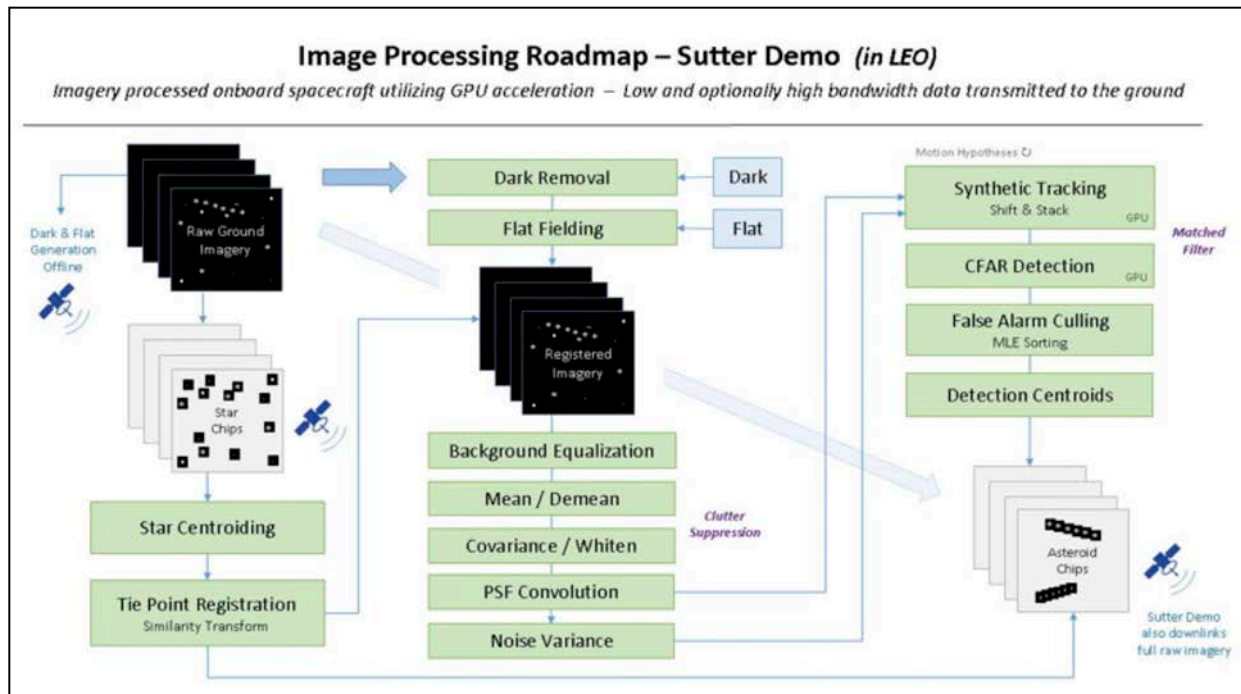 Image Processing Roadmap – Sutter Demo (in LEO)
Imagery processed onboard spacecraft utilizing GPU acceleration – Low and optionally high bandwidth data transmitted to the ground
Raw Ground
Imagery
Dark & Flat
Generation
Offline
Star
Chips
Star Centroiding
Tie Point Registration
Similarity Transform
Dark Removal
Dark
Flat Fielding
Flat
Registered
Imagery
Background Equalization
Mean / Demean
Covariance / Whiten
PSF Convolution
Noise Variance
Clutter
Suppression
Motion Hypotheses ↻
Synthetic Tracking
Shift & Stack
GPU
Matched
Filter
CFAR Detection
GPU
False Alarm Culling
MLE Sorting
Detection Centroids
Asteroid
Chips
Sutter Demo
also downlinks
full raw imagery